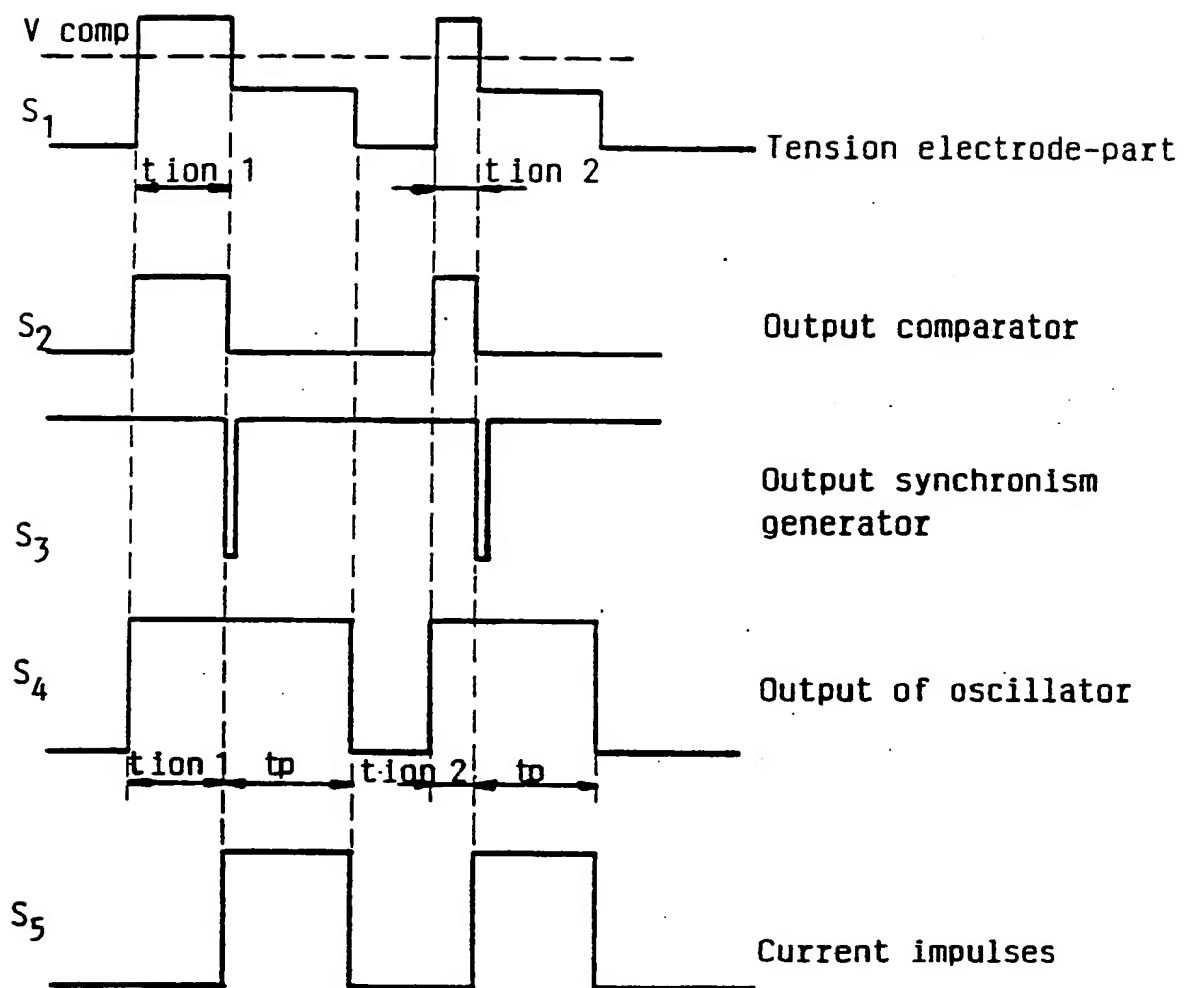 V comp
S1
Tension electrode-part
t ion 1
t ion 2
S2
Output comparator
Output synchronism
generator
S3
S4
Output of oscillator
t ion 1
tp
t ion 2
tp
S5
Current impulses